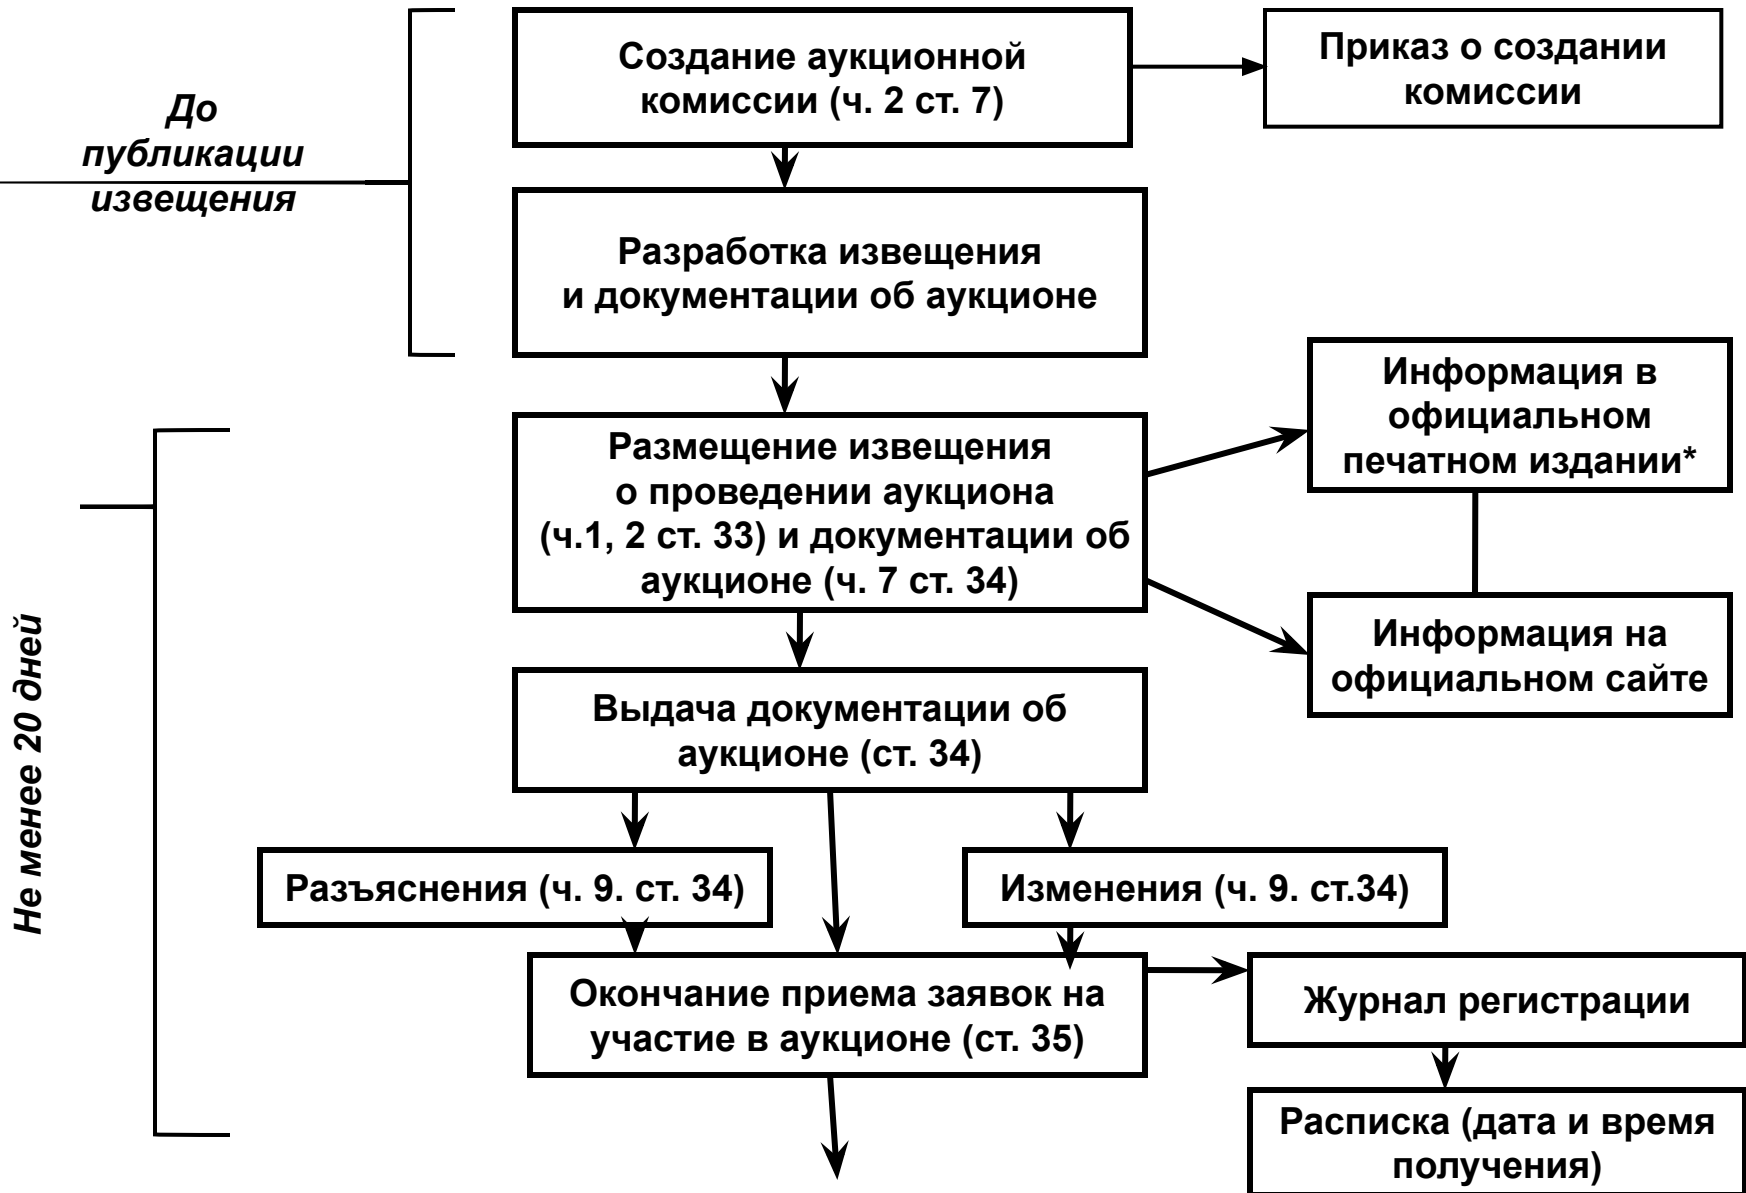 Создание аукционной
комиссии (ч. 2 ст. 7)
Приказ о создании
комиссии
До
публикации
извещения
Разработка извещения
и документации об аукционе
Размещение извещения
о проведении аукциона
(ч.1, 2 ст. 33) и документации об
аукционе (ч. 7 ст. 34)
Информация в
официальном
печатном издании*
Информация на
официальном сайте
Не менее 20 дней
Выдача документации об
аукционе (ст. 34)
Разъяснения (ч. 9. ст. 34)
Изменения (ч. 9. ст.34)
Окончание приема заявок на
участие в аукционе (ст. 35)
Журнал регистрации
Расписка (дата и время
получения)